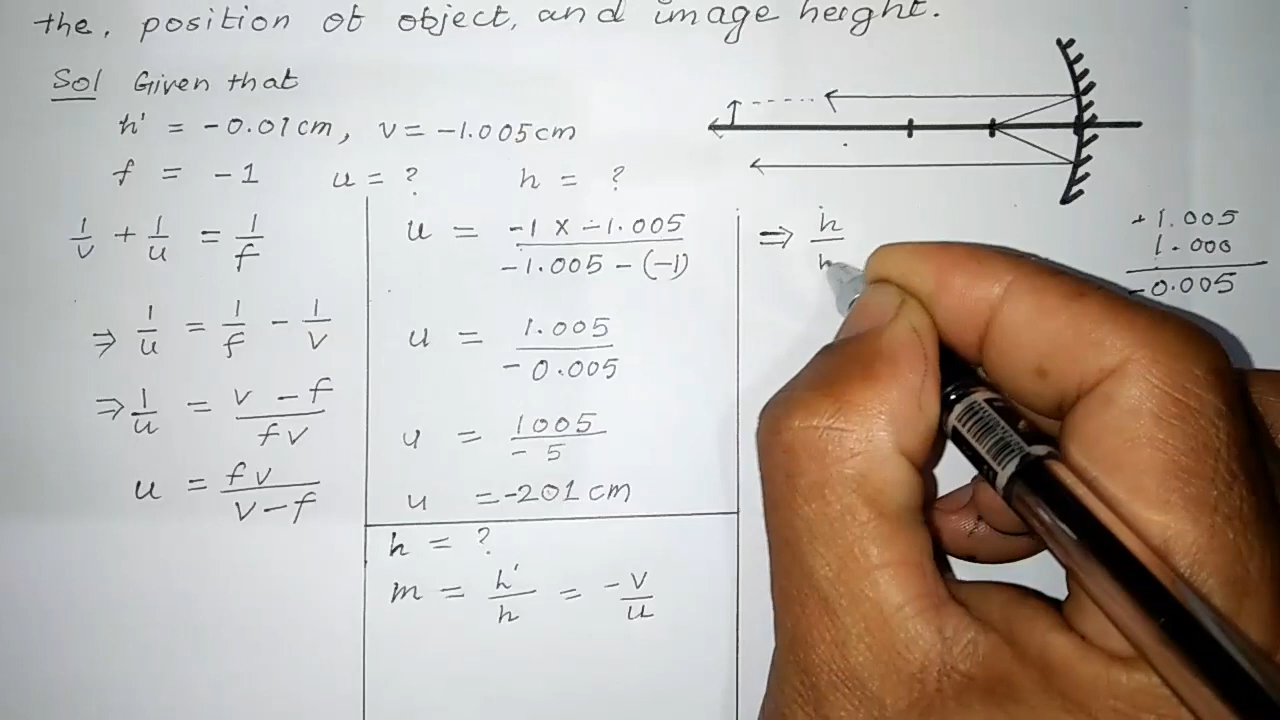 the, position of object, and image height.
Sol Given that
h' = -0.01cm, v = -1.005cm
f = -1 u = ? h = ?
1/v + 1/u = 1/f
⇒ 1/u = 1/f - 1/v
⇒ 1/u = v - f / fv
u = fv / v-f
u = -1 x -1.005 / -1.005 - (-1)
u = 1.005 / -0.005
u = 1005 / -5
u = -201 cm
h = ?
m = h'/h = -v/u
⇒ h/h
+1.005
1.000
-0.005